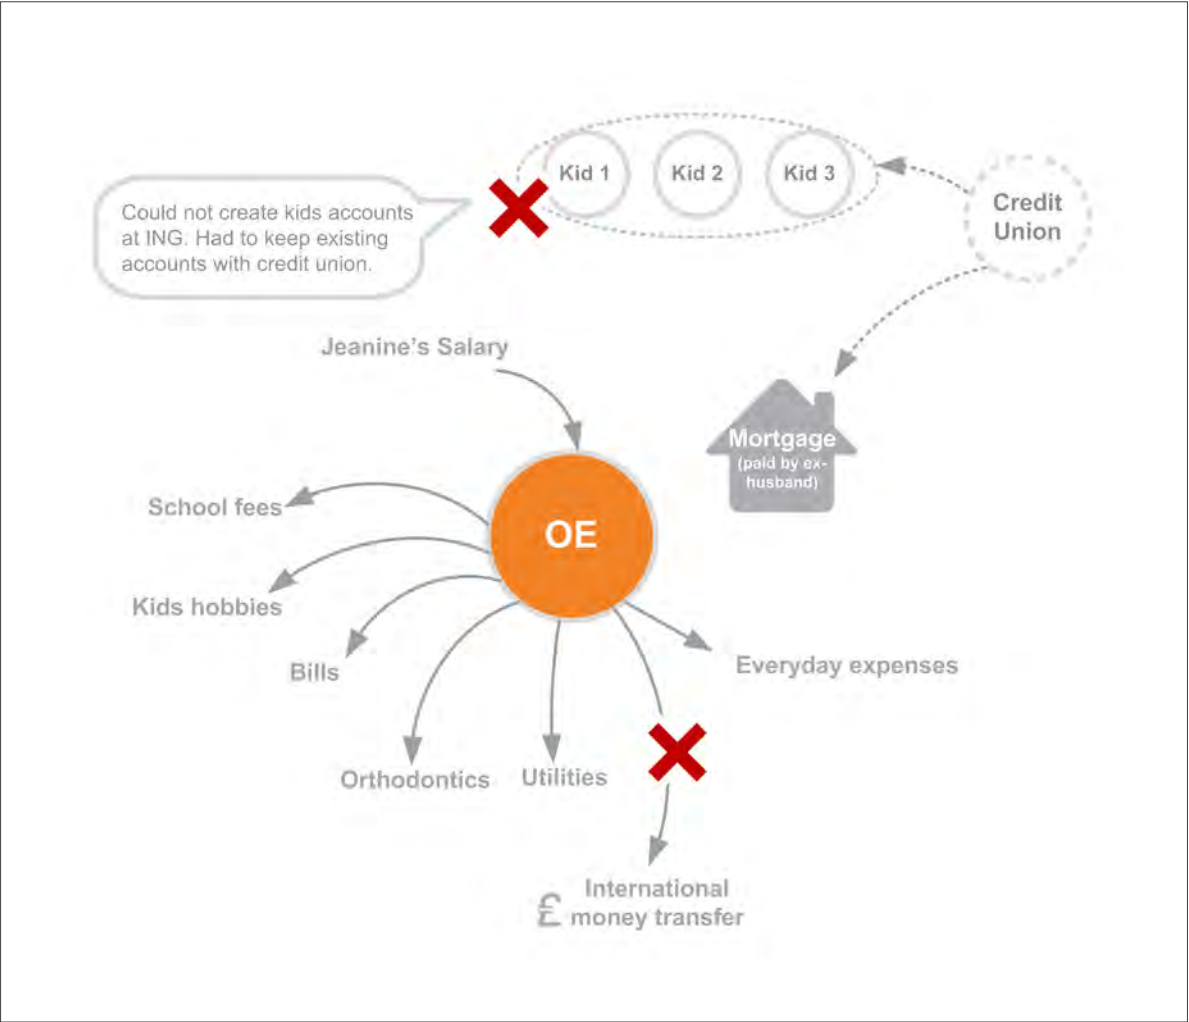 Kid 1
Kid 2
Kid 3
Credit
Union
Could not create kids accounts
at ING. Had to keep existing
accounts with credit union.
Jeanine’s Salary
Mortgage
(paid by ex-
husband)
School fees
OE
Kids hobbies
Bills
Everyday expenses
Orthodontics
Utilities
£
International
money transfer